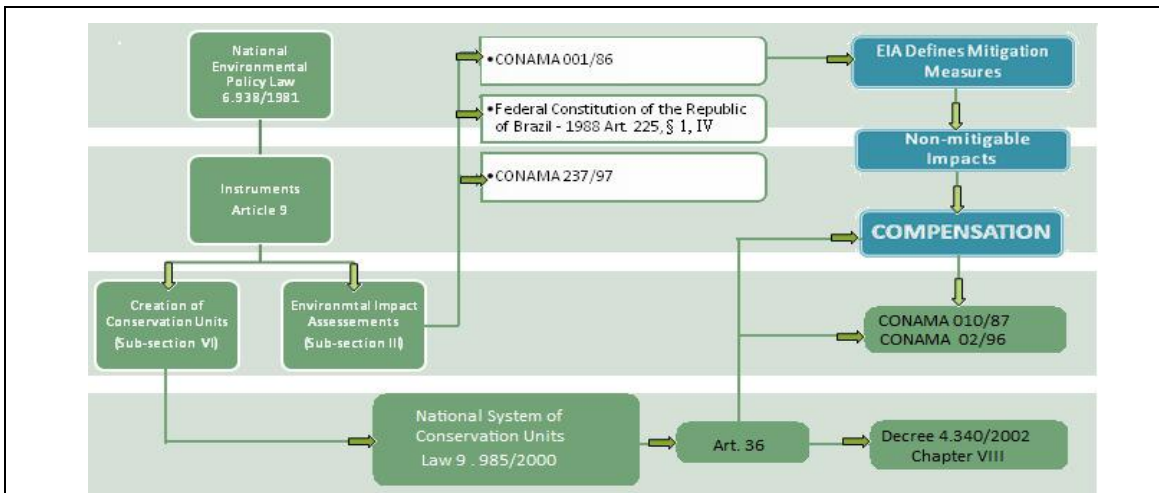 National
Environmental
Policy Law
6.938/1981
•CONAMA 001/86
EIA Defines Mitigation
Measures
•Federal Constitution of the Republic
of Brazil - 1988 Art. 225, § 1, IV
Non-mitigable
Impacts
•CONAMA 237/97
Instruments
Article 9
COMPENSATION
Creation of
Conservation Units
(Sub-section VI)
Environmtal Impact
Assessements
(Sub-section III)
CONAMA 010/87
CONAMA 02/96
National System of
Conservation Units
Law 9 . 985/2000
Art. 36
Decree 4.340/2002
Chapter VIII